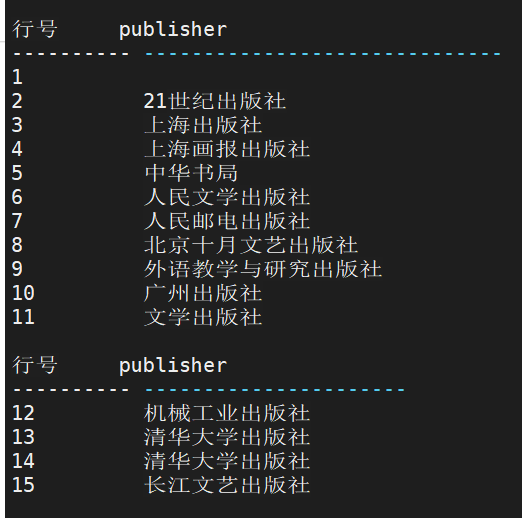 行号 publisher
---------- ------------------------------
1
2 21世纪出版社
3 上海出版社
4 上海画报出版社
5 中华书局
6 人民文学出版社
7 人民邮电出版社
8 北京十月文艺出版社
9 外语教学与研究出版社
10 广州出版社
11 文学出版社
行号 publisher
---------- ----------------------
12 机械工业出版社
13 清华大学出版社
14 清华大学出版社
15 长江文艺出版社